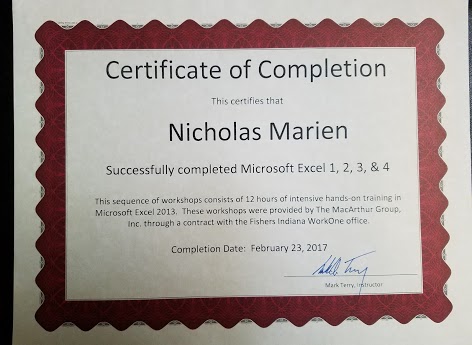 Certificate of Completion
This certifies that
Nicholas Marien
Successfully completed Microsoft Excel 1, 2, 3, & 4
This sequence of workshops consists of 12 hours of intensive hands-on training in
Microsoft Excel 2013. These workshops were provided by The MacArthur Group,
Inc. through a contract with the Fishers Indiana WorkOne office.
Completion Date: February 23, 2017
Mark Terry, Instructor